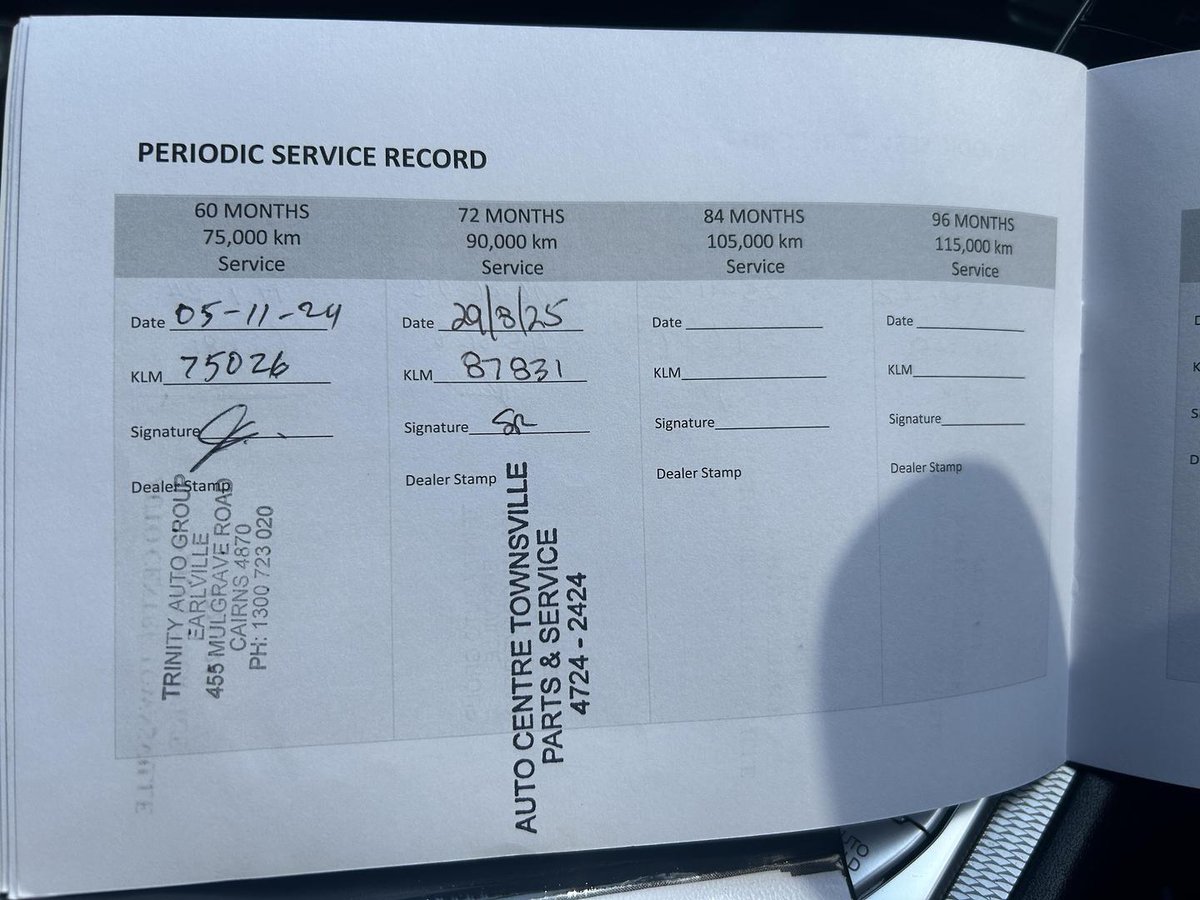 PERIODIC SERVICE RECORD
60 MONTHS
75,000 km
Service
Date 05-11-24
KLM 75026
Signature
Dealer Stamp
TRINITY AUTO GROUP
EARLVILLE
455 MULGRAVE ROAD
CAIRNS 4870
PH: 1300 723 020
72 MONTHS
90,000 km
Service
Date 29/8/25
KLM 87831
Signature SR
Dealer Stamp
AUTO CENTRE TOWNSVILLE
PARTS & SERVICE
4724 - 2424
84 MONTHS
105,000 km
Service
Date
KLM
Signature
Dealer Stamp
96 MONTHS
115,000 km
Service
Date
KLM
Signature
Dealer Stamp